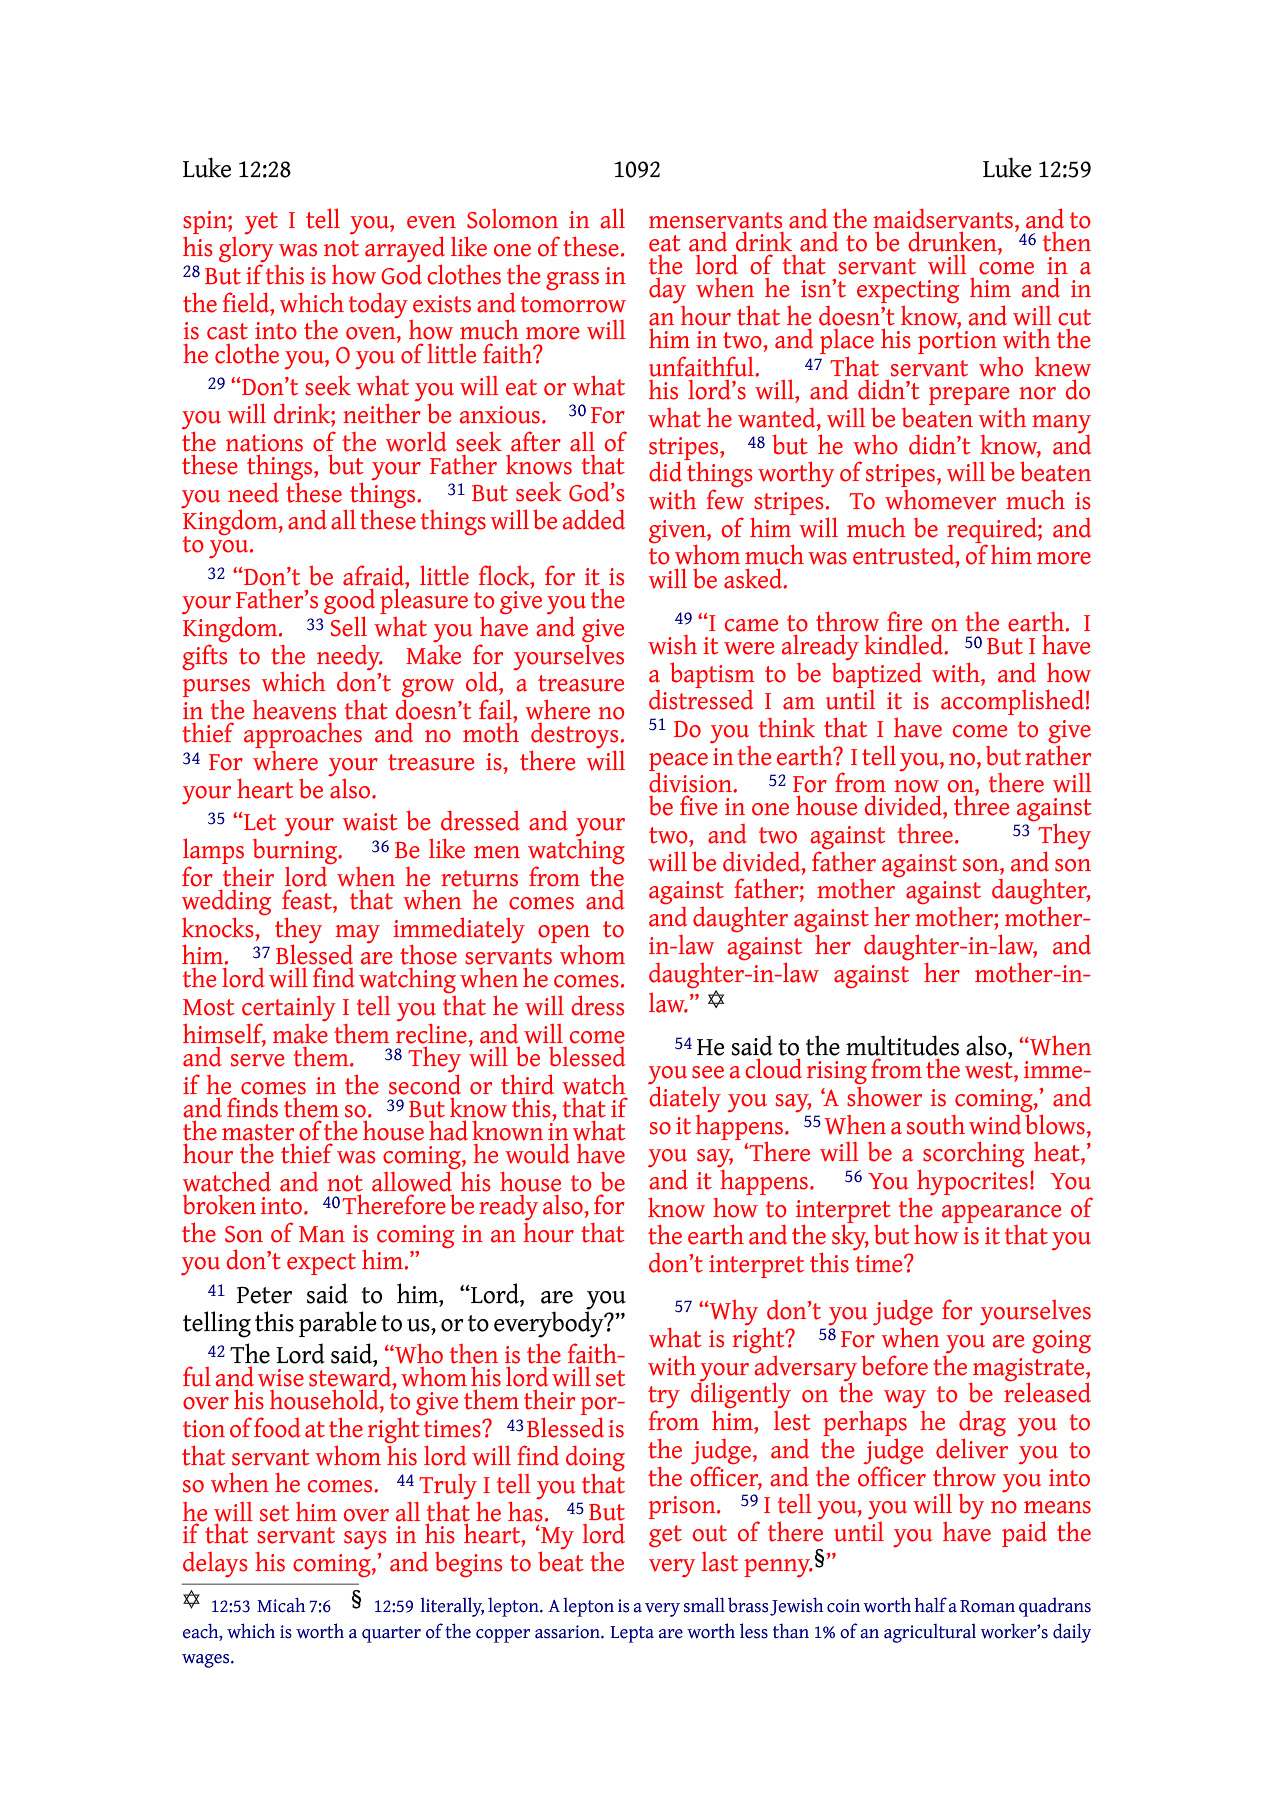 Luke 12:28 1092 Luke 12:59
spin; yet I tell you, even Solomon in all
his glory was not arrayed like one of these.
28 But if this is how God clothes the grass in
the field, which today exists and tomorrow
is cast into the oven, how much more will
he clothe you, O you of little faith?
29 “Don’t seek what you will eat or what
you will drink; neither be anxious. 30 For
the nations of the world seek after all of
these things, but your Father knows that
you need these things. 31 But seek God’s
Kingdom, and all these things will be added
to you.
32 “Don’t be afraid, little flock, for it is
your Father’s good pleasure to give you the
Kingdom. 33 Sell what you have and give
gifts to the needy. Make for yourselves
purses which don’t grow old, a treasure
in the heavens that doesn’t fail, where no
thief approaches and no moth destroys.
34 For where your treasure is, there will
your heart be also.
35 “Let your waist be dressed and your
lamps burning. 36 Be like men watching
for their lord when he returns from the
wedding feast, that when he comes and
knocks, they may immediately open to
him. 37 Blessed are those servants whom
the lord will find watching when he comes.
Most certainly I tell you that he will dress
himself, make them recline, and will come
and serve them. 38 They will be blessed
if he comes in the second or third watch
and finds them so. 39 But know this, that if
the master of the house had known in what
hour the thief was coming, he would have
watched and not allowed his house to be
broken into. 40 Therefore be ready also, for
the Son of Man is coming in an hour that
you don’t expect him.”
41 Peter said to him, “Lord, are you
telling this parable to us, or to everybody?”
42 The Lord said, “Who then is the faith-
ful and wise steward, whom his lord will set
over his household, to give them their por-
tion of food at the right times? 43 Blessed is
that servant whom his lord will find doing
so when he comes. 44 Truly I tell you that
he will set him over all that he has. 45 But
if that servant says in his heart, ‘My lord
delays his coming,’ and begins to beat the
menservants and the maidservants, and to
eat and drink and to be drunken, 46 then
the lord of that servant will come in a
day when he isn’t expecting him and in
an hour that he doesn’t know, and will cut
him in two, and place his portion with the
unfaithful. 47 That servant who knew
his lord’s will, and didn’t prepare nor do
what he wanted, will be beaten with many
stripes, 48 but he who didn’t know, and
did things worthy of stripes, will be beaten
with few stripes. To whomever much is
given, of him will much be required; and
to whom much was entrusted, of him more
will be asked.
49 “I came to throw fire on the earth. I
wish it were already kindled. 50 But I have
a baptism to be baptized with, and how
distressed I am until it is accomplished!
51 Do you think that I have come to give
peace in the earth? I tell you, no, but rather
division. 52 For from now on, there will
be five in one house divided, three against
two, and two against three. 53 They
will be divided, father against son, and son
against father; mother against daughter,
and daughter against her mother; mother-
in-law against her daughter-in-law, and
daughter-in-law against her mother-in-
law.” ✡
54 He said to the multitudes also, “When
you see a cloud rising from the west, imme-
diately you say, ‘A shower is coming,’ and
so it happens. 55 When a south wind blows,
you say, ‘There will be a scorching heat,’
and it happens. 56 You hypocrites! You
know how to interpret the appearance of
the earth and the sky, but how is it that you
don’t interpret this time?
57 “Why don’t you judge for yourselves
what is right? 58 For when you are going
with your adversary before the magistrate,
try diligently on the way to be released
from him, lest perhaps he drag you to
the judge, and the judge deliver you to
the officer, and the officer throw you into
prison. 59 I tell you, you will by no means
get out of there until you have paid the
very last penny.§”
✡ 12:53 Micah 7:6 § 12:59 literally, lepton. A lepton is a very small brass Jewish coin worth half a Roman quadrans
each, which is worth a quarter of the copper assarion. Lepta are worth less than 1% of an agricultural worker’s daily
wages.